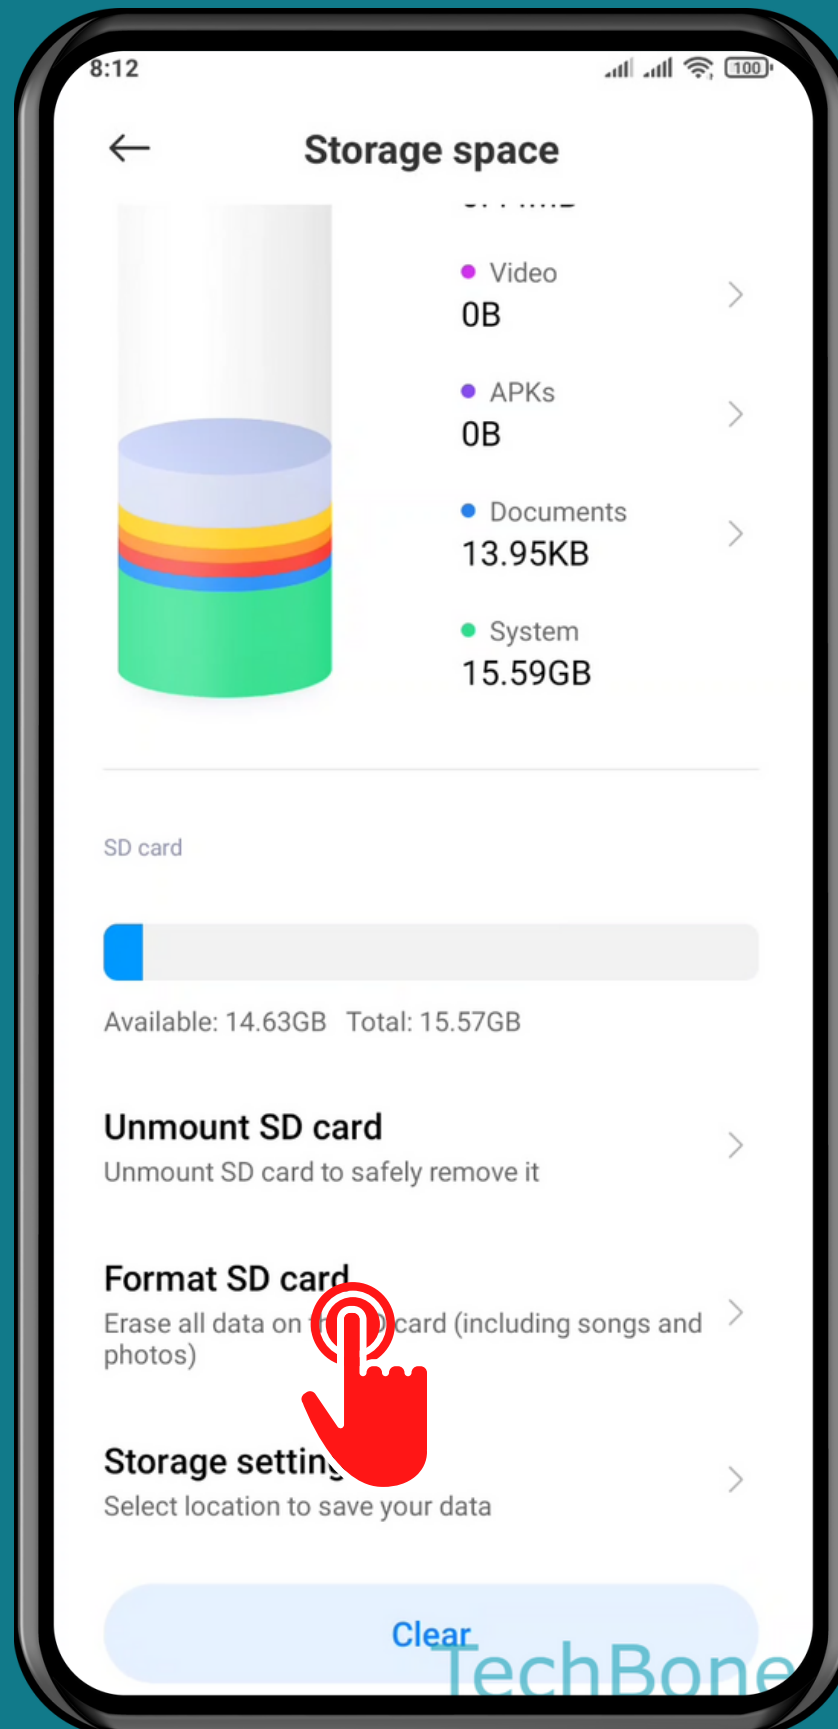 8:12
100
Storage space
Video
0B
APKs
0B
Documents
13.95KB
System
15.59GB
SD card
Available: 14.63GB Total: 15.57GB
Unmount SD card
Unmount SD card to safely remove it
Format SD card
Erase all data on card (including songs and
photos)
Storage setting
Select location to save your data
Clear
TechBone